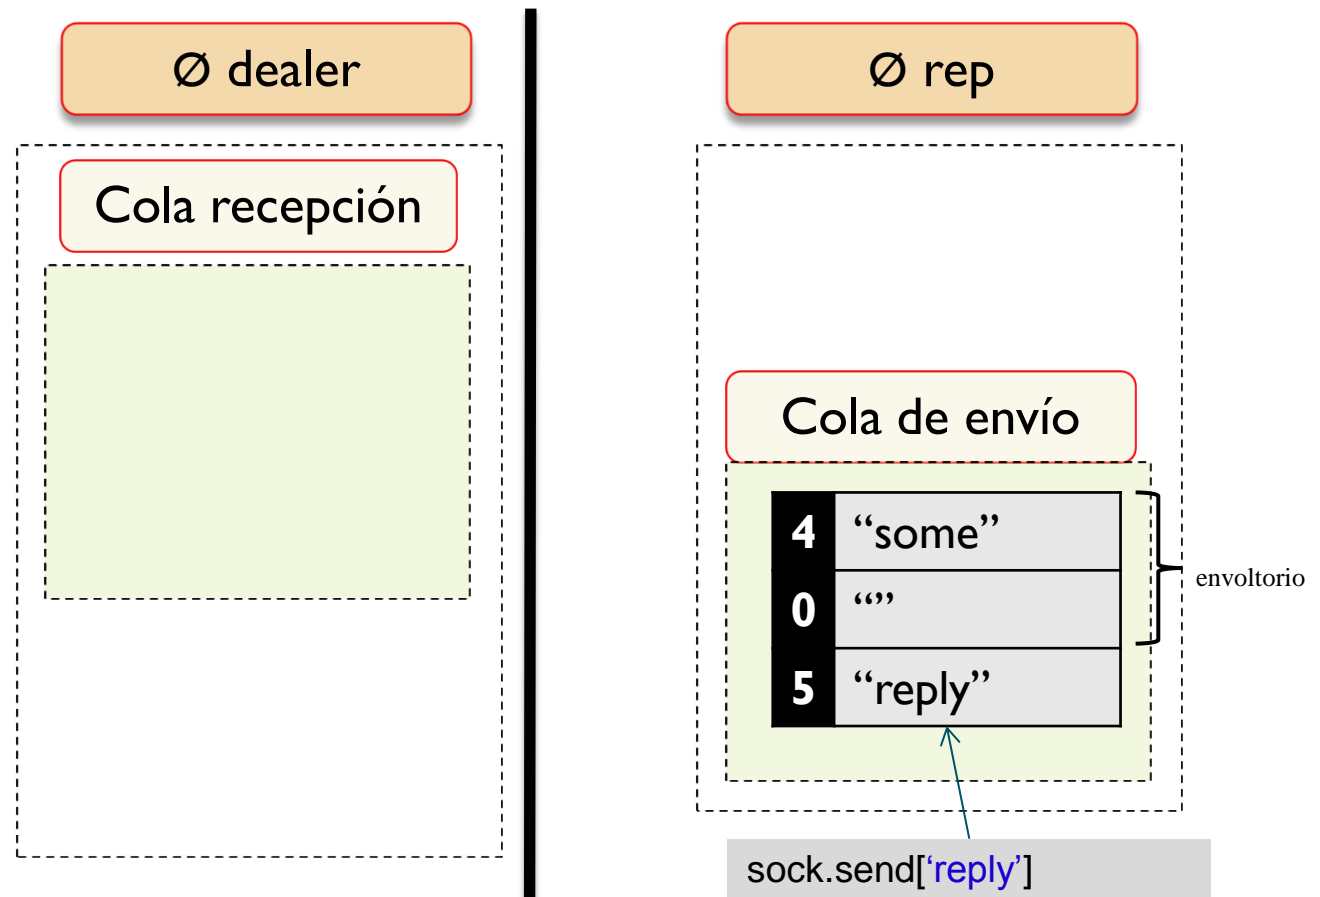 Ø dealer
Cola recepción
Ø rep
Cola de envío
4 “some”
0 “”
5 “reply”
envoltorio
sock.send[‘reply’]